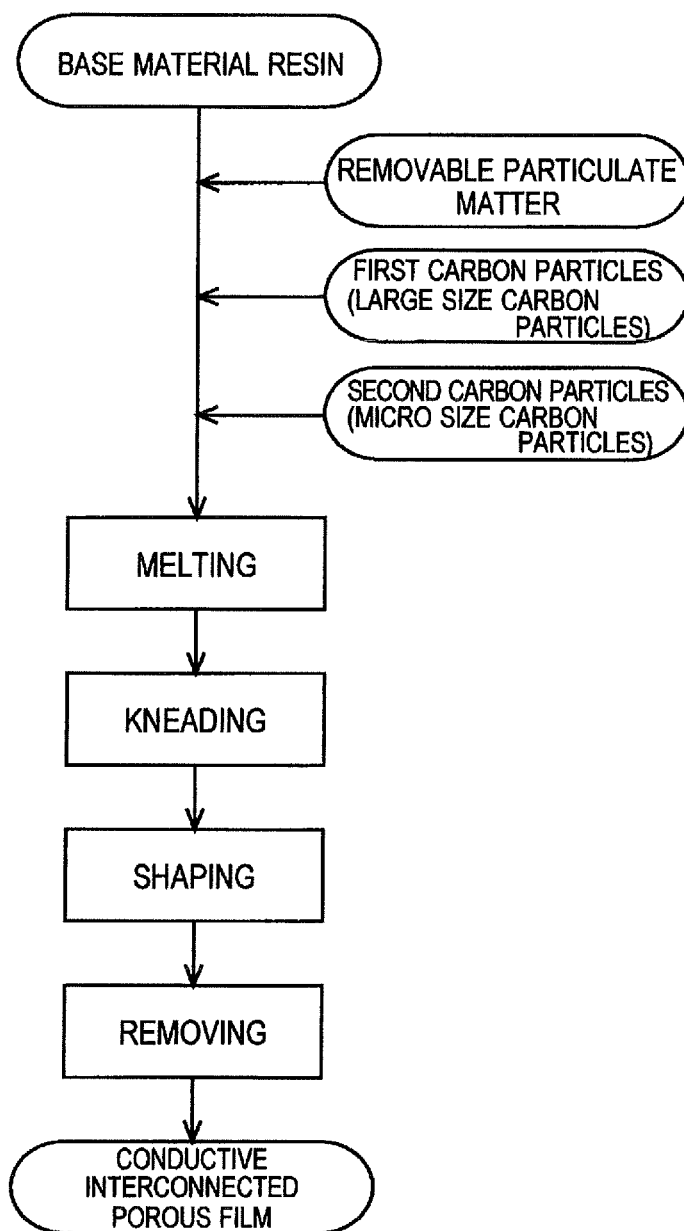 BASE MATERIAL RESIN
REMOVABLE PARTICULATE
MATTER
FIRST CARBON PARTICLES
(LARGE SIZE CARBON
PARTICLES)
SECOND CARBON PARTICLES
(MICRO SIZE CARBON
PARTICLES)
MELTING
KNEADING
SHAPING
REMOVING
CONDUCTIVE
INTERCONNECTED
POROUS FILM